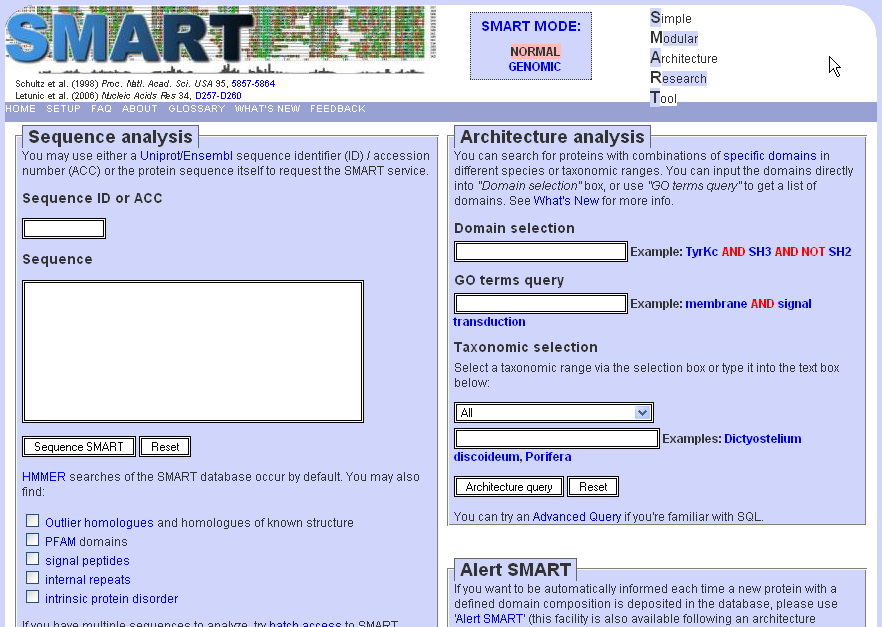 SMART
SMART MODE:
NORMAL
GENOMIC
Simple
Modular
Architecture
Research
Tool
Schultz et al. (1998) Proc. Natl. Acad. Sci. USA 95, 5857-5864
Letunic et al. (2006) Nucleic Acids Res 34, D257-D260
HOME SETUP FAQ ABOUT GLOSSARY WHAT'S NEW FEEDBACK
Sequence analysis
You may use either a Uniprot/Ensembl sequence identifier (ID) / accession
number (ACC) or the protein sequence itself to request the SMART service.
Sequence ID or ACC
Sequence
Sequence SMART Reset
HMMER searches of the SMART database occur by default. You may also
find:
Outlier homologues and homologues of known structure
PFAM domains
signal peptides
internal repeats
intrinsic protein disorder
If you have multiple sequences to analyze, try batch access to SMART
Architecture analysis
You can search for proteins with combinations of specific domains in
different species or taxonomic ranges. You can input the domains directly
into "Domain selection" box, or use "GO terms query" to get a list of
domains. See What's New for more info.
Domain selection
Example: TyrKc AND SH3 AND NOT SH2
GO terms query
Example: membrane AND signal
transduction
Taxonomic selection
Select a taxonomic range via the selection box or type it into the text box
below:
All
Examples: Dictyostelium
discoideum, Porifera
Architecture query Reset
You can try an Advanced Query if you're familiar with SQL.
Alert SMART
If you want to be automatically informed each time a new protein with a
defined domain composition is deposited in the database, please use
'Alert SMART' (this facility is also available following an architecture